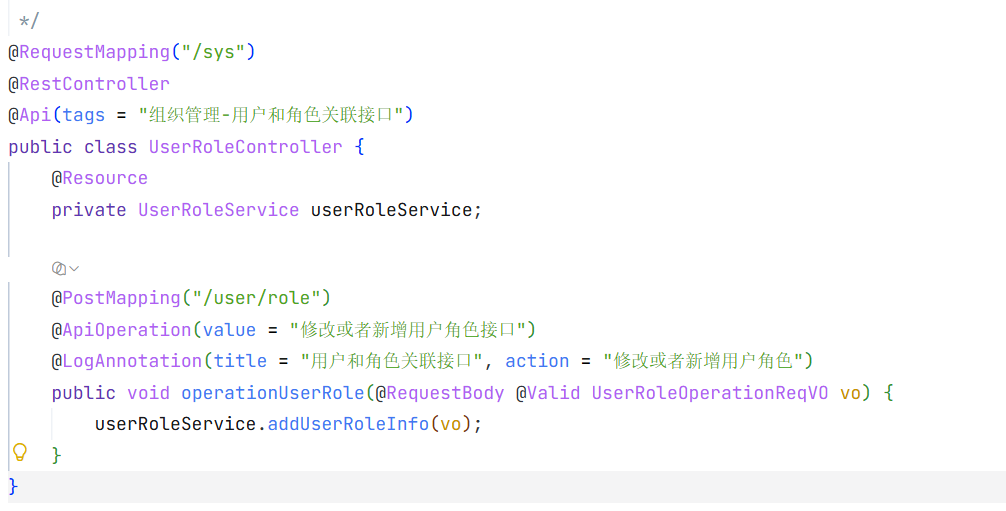 */
@RequestMapping("/sys")
@RestController
@Api(tags = "组织管理-用户和角色关联接口")
public class UserRoleController {
    @Resource
    private UserRoleService userRoleService;
    @PostMapping("/user/role")
    @ApiOperation(value = "修改或者新增用户角色接口")
    @LogAnnotation(title = "用户和角色关联接口", action = "修改或者新增用户角色")
    public void operationUserRole(@RequestBody @Valid UserRoleOperationReqVO vo) {
        userRoleService.addUserRoleInfo(vo);
    }
}